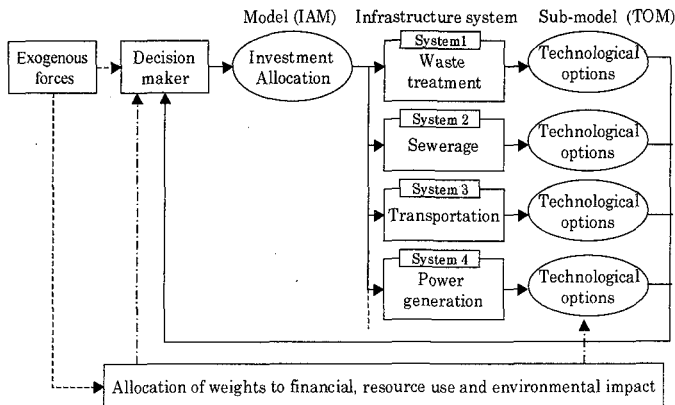 Model (IAM) Infrastructure system Sub-model (TOM)
Exogenous
forces
Decision
maker
Investment
Allocation
System1
Waste
treatment
Technological
options
System 2
Sewerage
Technological
options
System 3
Transportation
Technological
options
System 4
Power
generation
Technological
options
Allocation of weights to financial, resource use and environmental impact